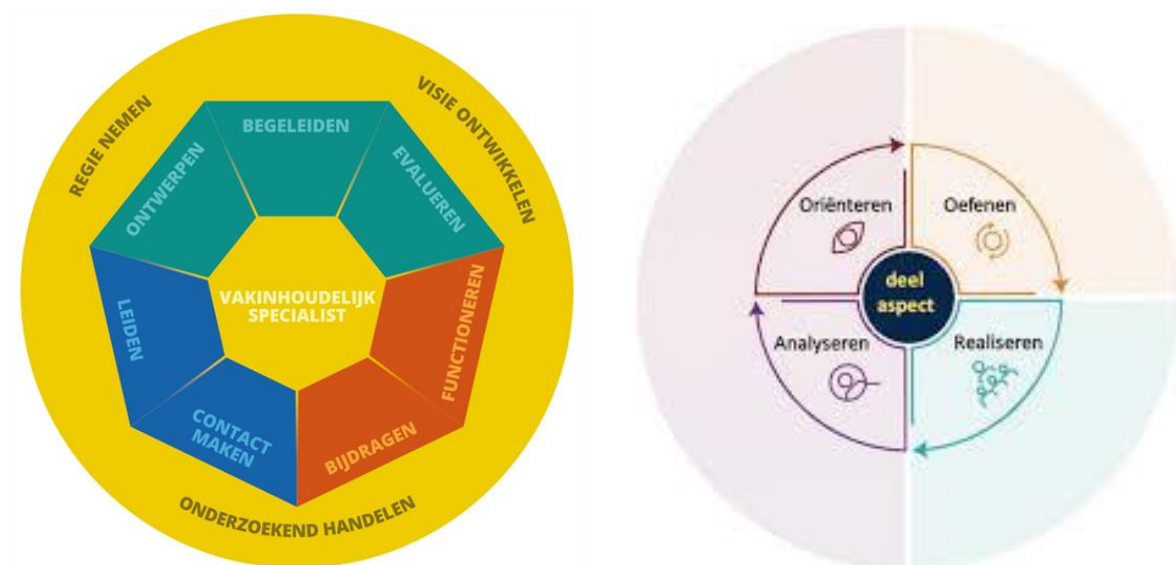 REGIE NEMEN
VISIE ONTWIKKELEN
BEGELEIDEN
ONTWERPEN
EVALUEREN
VAKINHOUDELIJK
SPECIALIST
LEIDEN
FUNCTIONEREN
CONTACT
MAKEN
BIJDRAGEN
ONDERZOEKEND HANDELEN
Oriënteren
Oefenen
deel
aspect
Analyseren
Realiseren